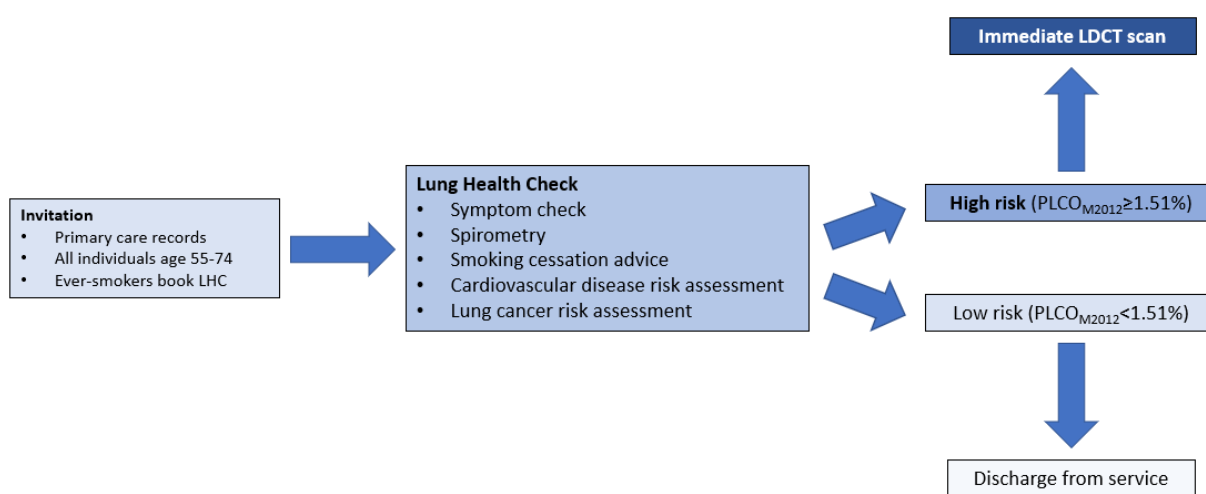 Invitation
• Primary care records
• All individuals age 55-74
• Ever-smokers book LHC
Lung Health Check
• Symptom check
• Spirometry
• Smoking cessation advice
• Cardiovascular disease risk assessment
• Lung cancer risk assessment
Immediate LDCT scan
High risk (PLCOM2012≥1.51%)
Low risk (PLCOM2012<1.51%)
Discharge from service